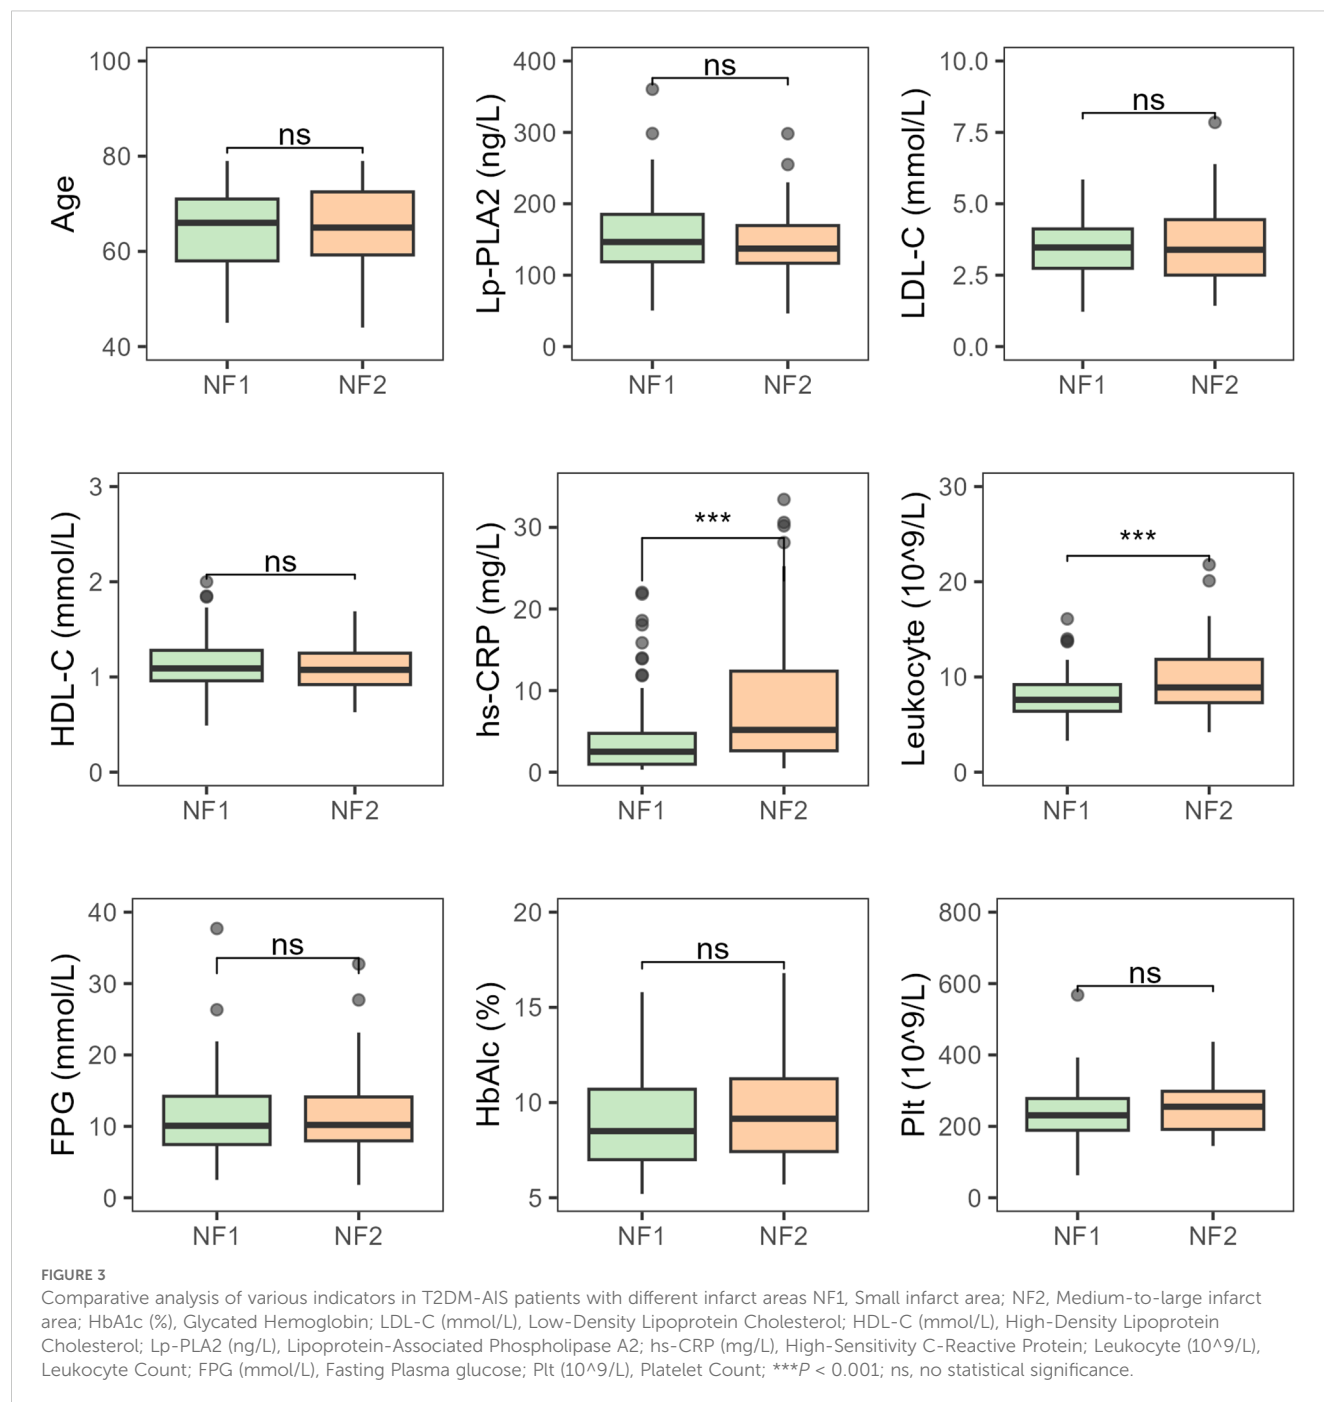 Age
100
80
60
40
ns
NF1
NF2
Lp-PLA2 (ng/L)
400
300
200
100
0
ns
NF1
NF2
LDL-C (mmol/L)
10.0
7.5
5.0
2.5
0.0
ns
NF1
NF2
HDL-C (mmol/L)
3
2
1
0
ns
NF1
NF2
hs-CRP (mg/L)
30
20
10
0
***
NF1
NF2
Leukocyte (10^9/L)
30
20
10
0
***
NF1
NF2
FPG (mmol/L)
40
30
20
10
0
ns
NF1
NF2
HbAlc (%)
20
15
10
5
ns
NF1
NF2
Plt (10^9/L)
800
600
400
200
0
ns
NF1
NF2
FIGURE 3
Comparative analysis of various indicators in T2DM-AIS patients with different infarct areas NF1, Small infarct area; NF2, Medium-to-large infarct
area; HbA1c (%), Glycated Hemoglobin; LDL-C (mmol/L), Low-Density Lipoprotein Cholesterol; HDL-C (mmol/L), High-Density Lipoprotein
Cholesterol; Lp-PLA2 (ng/L), Lipoprotein-Associated Phospholipase A2; hs-CRP (mg/L), High-Sensitivity C-Reactive Protein; Leukocyte (10^9/L),
Leukocyte Count; FPG (mmol/L), Fasting Plasma glucose; Plt (10^9/L), Platelet Count; ***P < 0.001; ns, no statistical significance.